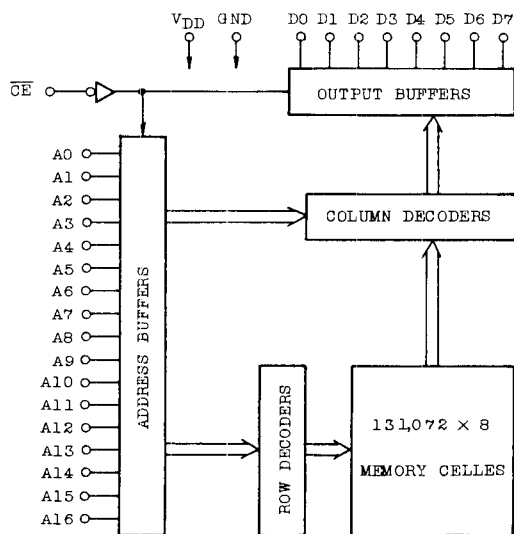 VDD GND D0 D1 D2 D3 D4 D5 D6 D7
CE
OUTPUT BUFFERS
A0
A1
A2
A3
A4
A5
A6
A7
A8
A9
A10
A11
A12
A13
A14
A15
A16
ADDRESS BUFFERS
COLUMN DECODERS
ROW DECODERS
131,072 × 8
MEMORY CELLES